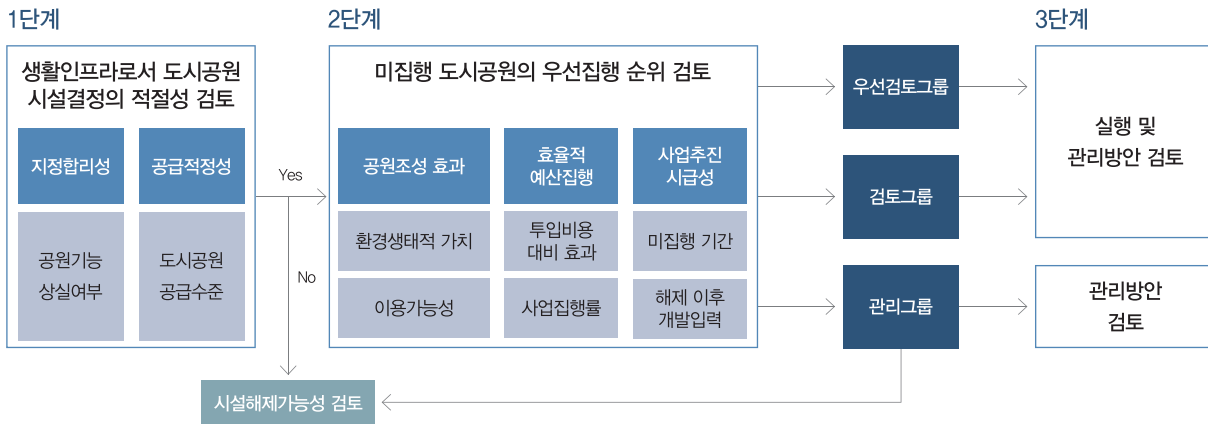 1단계
생활인프라로서 도시공원
시설결정의 적절성 검토
지정합리성
공급적정성
공원기능
상실여부
도시공원
공급수준
Yes
No
2단계
미집행 도시공원의 우선집행 순위 검토
공원조성 효과
효율적
예산집행
사업추진
시급성
환경생태적 가치
투입비용
대비 효과
미집행 기간
이용가능성
사업집행률
해제 이후
개발입력
우선검토그룹
검토그룹
관리그룹
3단계
실행 및
관리방안 검토
관리방안
검토
시설해제가능성 검토